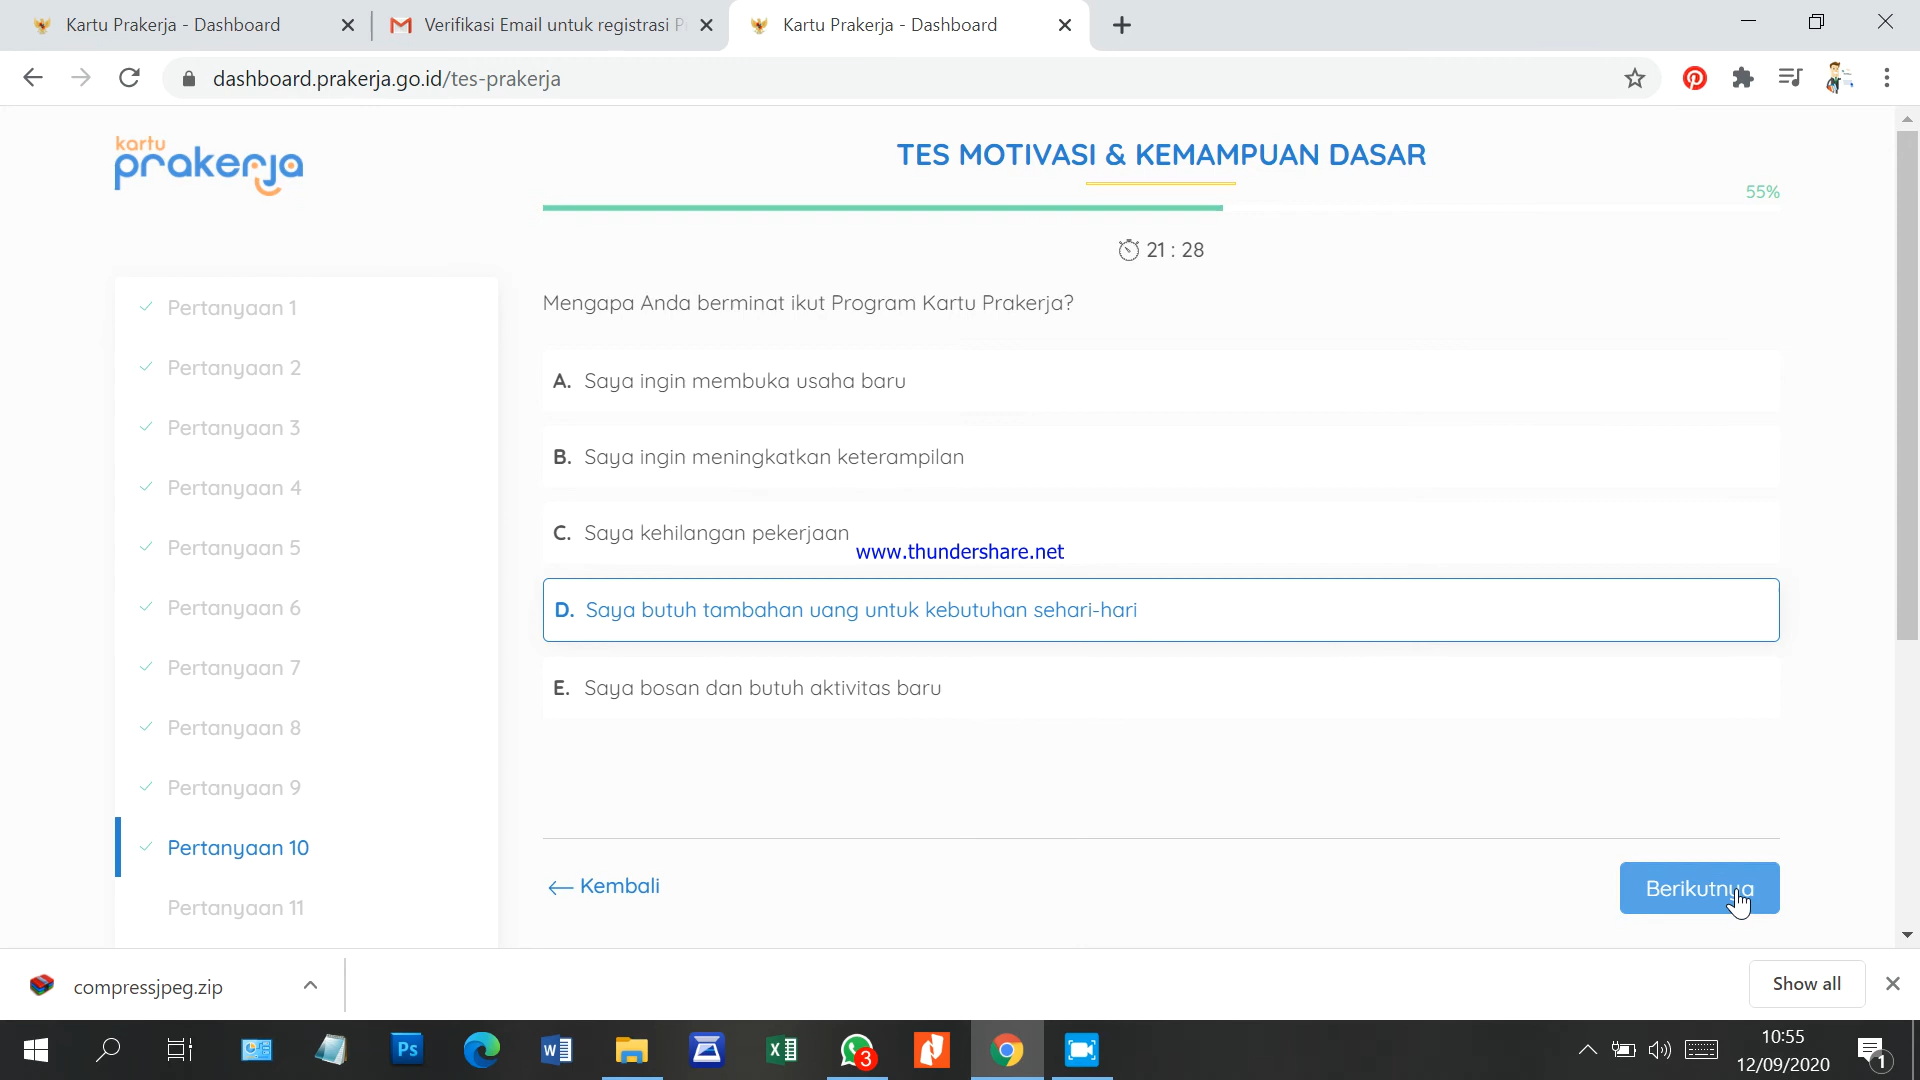 Kartu Prakerja - Dashboard
Verifikasi Email untuk registrasi P
Kartu Prakerja - Dashboard
dashboard.prakerja.go.id/tes-prakerja
kartu
prakerja
TES MOTIVASI & KEMAMPUAN DASAR
55%
21 : 28
Pertanyaan 1
Pertanyaan 2
Pertanyaan 3
Pertanyaan 4
Pertanyaan 5
Pertanyaan 6
Pertanyaan 7
Pertanyaan 8
Pertanyaan 9
Pertanyaan 10
Pertanyaan 11
Mengapa Anda berminat ikut Program Kartu Prakerja?
A. Saya ingin membuka usaha baru
B. Saya ingin meningkatkan keterampilan
C. Saya kehilangan pekerjaan
www.thundershare.net
D. Saya butuh tambahan uang untuk kebutuhan sehari-hari
E. Saya bosan dan butuh aktivitas baru
Kembali
Berikutnya
compressjpeg.zip
Show all
Ps
3
10:55
12/09/2020
1